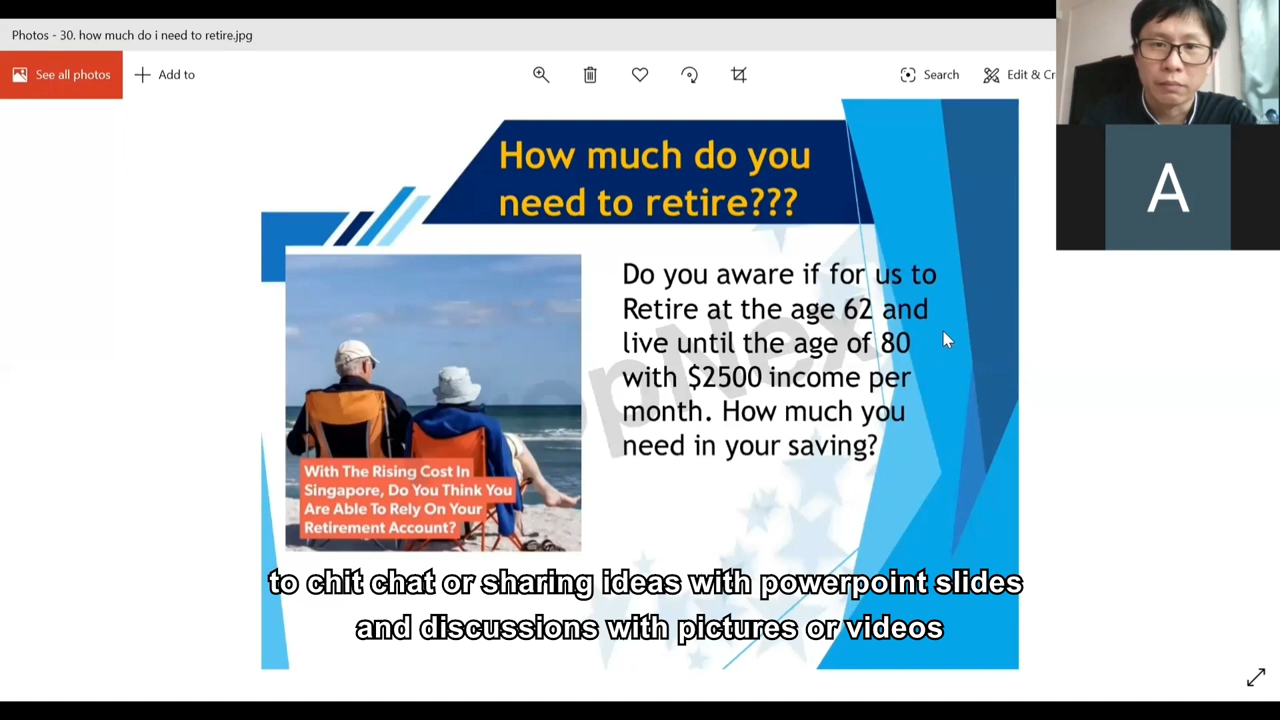 Photos - 30. how much do i need to retire.jpg
See all photos
Add to
Search
Edit & Cr
A
How much do you
need to retire???
Do you aware if for us to
Retire at the age 62 and
live until the age of 80
with $2500 income per
month. How much you
need in your saving?
With The Rising Cost In
Singapore, Do You Think You
Are Able To Rely On Your
Retirement Account?
to chit chat or sharing ideas with powerpoint slides
and discussions with pictures or videos